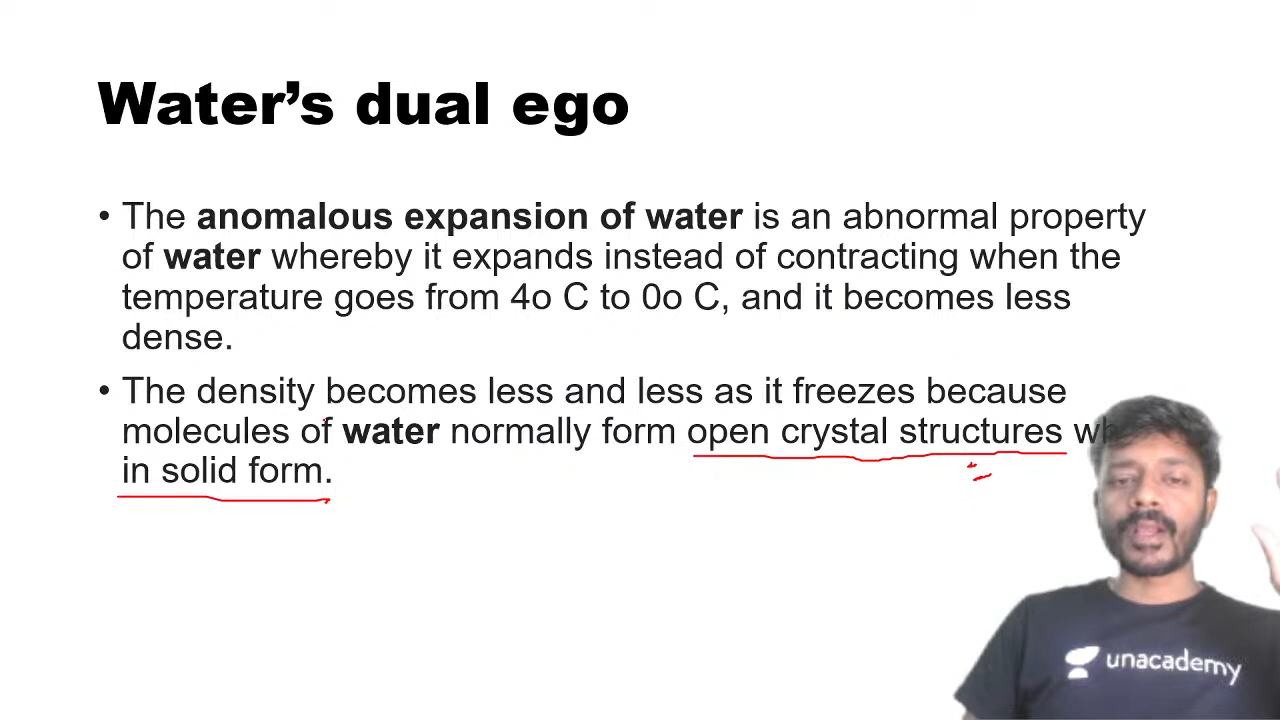 Water’s dual ego
• The anomalous expansion of water is an abnormal property
of water whereby it expands instead of contracting when the
temperature goes from 4o C to 0o C, and it becomes less
dense.
• The density becomes less and less as it freezes because
molecules of water normally form open crystal structures
in solid form.
unacademy